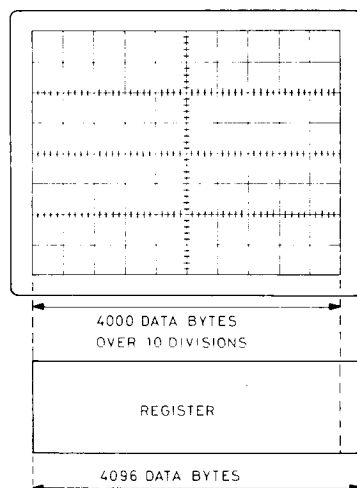 4000 DATA BYTES
OVER 10 DIVISIONS
REGISTER
4096 DATA BYTES